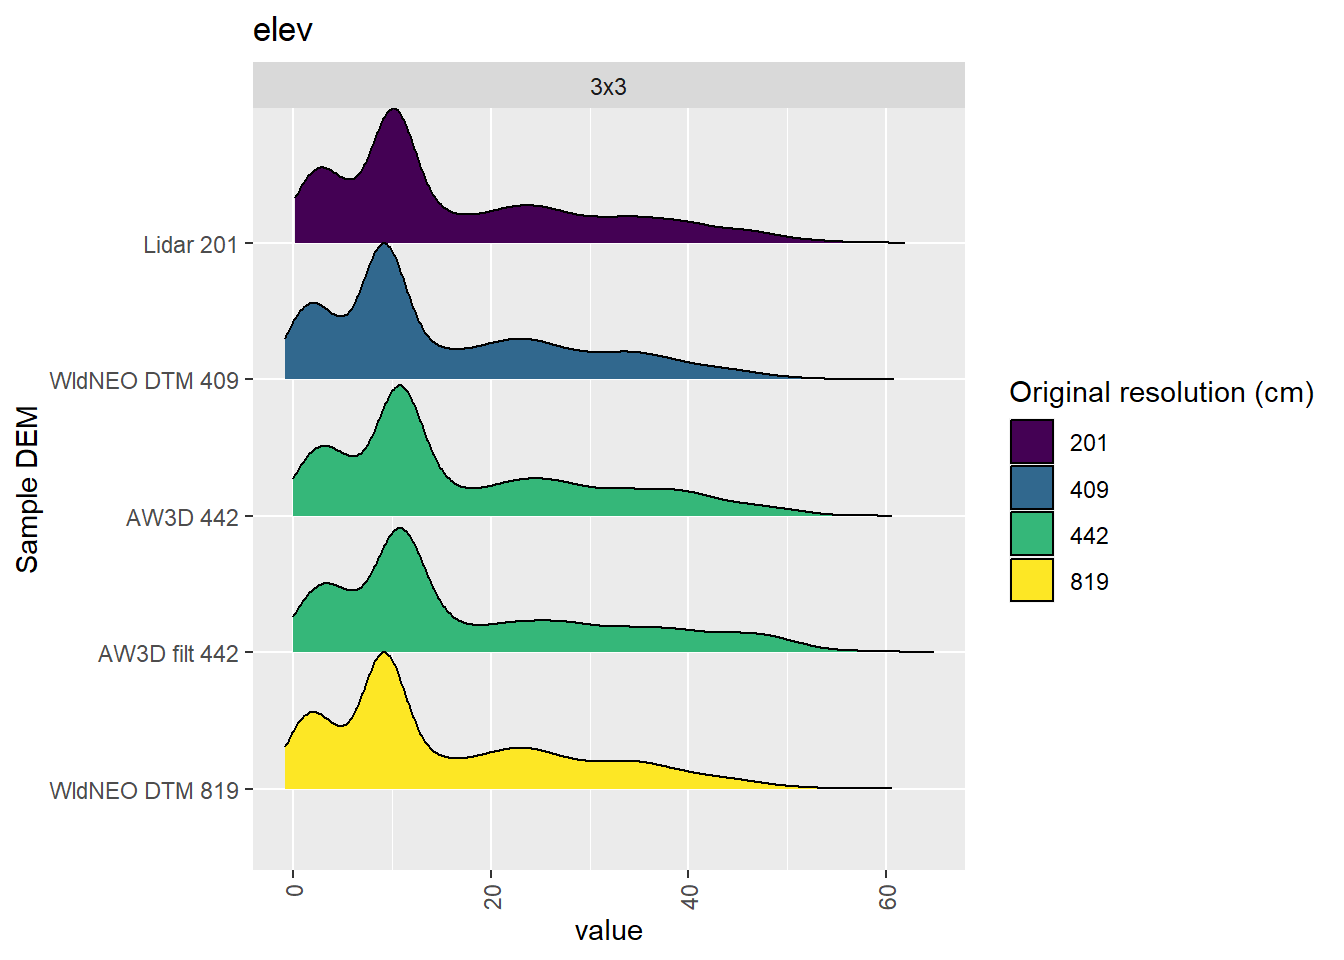 elev
3x3
Sample DEM
Lidar 201
WldNEO DTM 409
AW3D 442
AW3D filt 442
WldNEO DTM 819
0
20
40
60
value
Original resolution (cm)
201
409
442
819